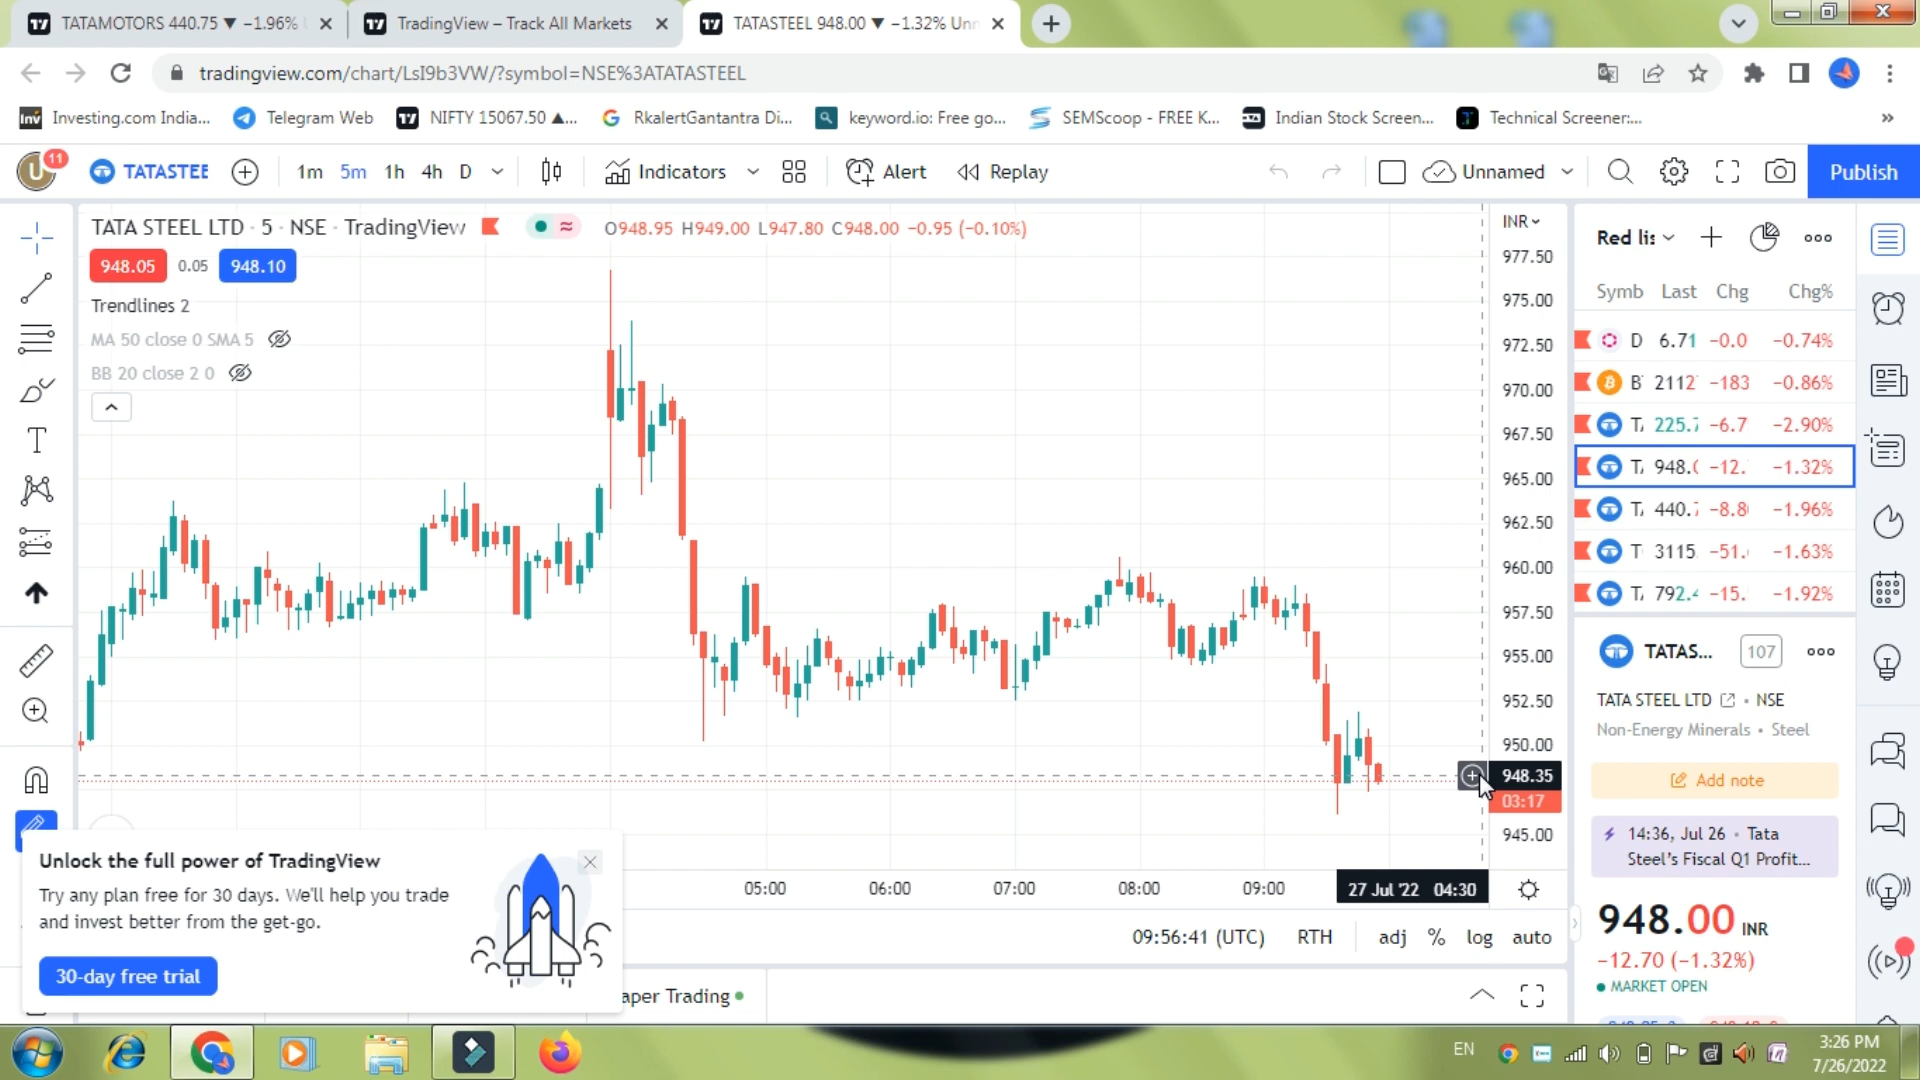 TATAMOTORS 440.75 ▼ −1.96%
TradingView – Track All Markets
TATASTEEL 948.00 ▼ −1.32% Unn
tradingview.com/chart/LsI9b3VW/?symbol=NSE%3ATATASTEEL
Investing.com India...
Telegram Web
NIFTY 15067.50 ▲...
RkalertGantantra Di...
keyword.io: Free go...
SEMScoop - FREE K...
Indian Stock Screen...
Technical Screener:...
»
U 11
TATASTEE
1m 5m 1h 4h D
Indicators
Alert
Replay
Unnamed
Publish
TATA STEEL LTD · 5 · NSE · TradingView
O948.95 H949.00 L947.80 C948.00 −0.95 (−0.10%)
948.05 0.05 948.10
Trendlines 2
MA 50 close 0 SMA 5
BB 20 close 2 0
INR
977.50
975.00
972.50
970.00
967.50
965.00
962.50
960.00
957.50
955.00
952.50
950.00
948.35
03:17
945.00
Red lis
Symb Last Chg Chg%
D 6.71 −0.0 −0.74%
B 2112 −183 −0.86%
T 225.7 −6.7 −2.90%
T 948.0 −12. −1.32%
T 440.7 −8.8 −1.96%
T 3115 −51. −1.63%
T 792.4 −15. −1.92%
TATAS... 107
TATA STEEL LTD • NSE
Non-Energy Minerals • Steel
Add note
14:36, Jul 26 • Tata
Steel's Fiscal Q1 Profit...
948.00 INR
−12.70 (−1.32%)
MARKET OPEN
Unlock the full power of TradingView
Try any plan free for 30 days. We'll help you trade
and invest better from the get-go.
30-day free trial
05:00 06:00 07:00 08:00 09:00 27 Jul '22 04:30
09:56:41 (UTC) RTH adj % log auto
aper Trading
EN
3:26 PM
7/26/2022